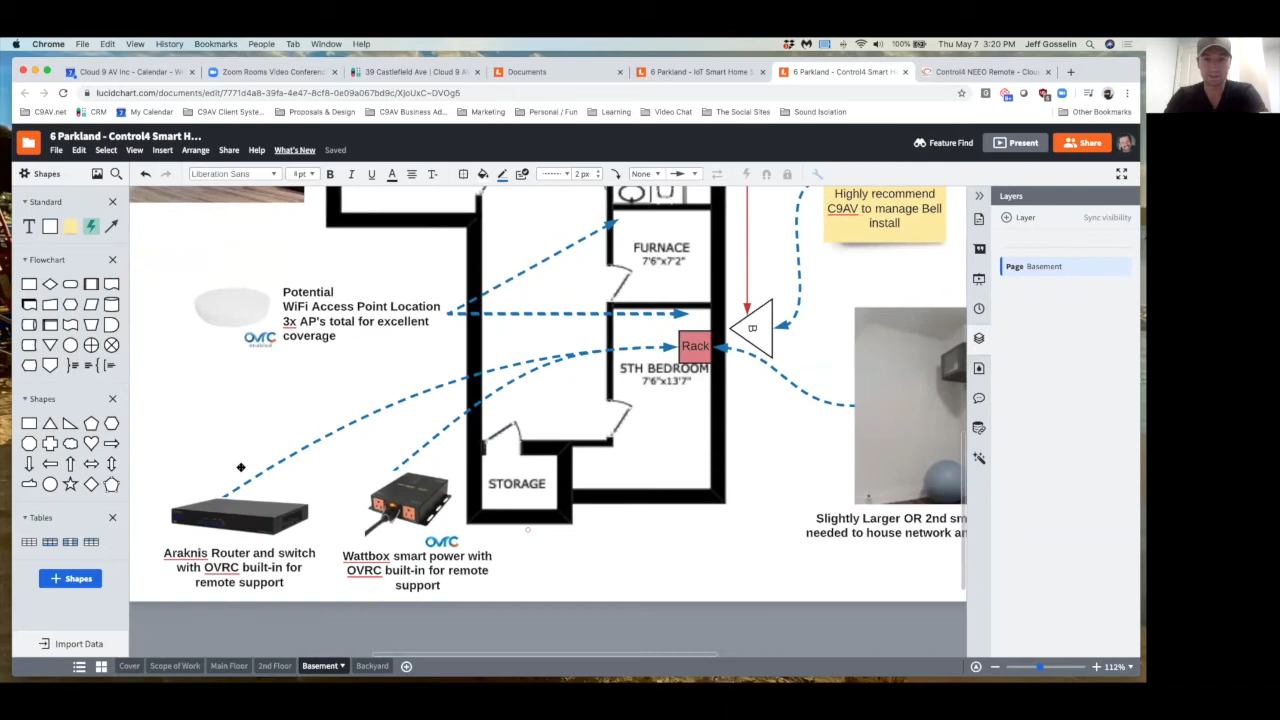 Chrome File Edit View History Bookmarks People Tab Window Help 100% Thu May 7 3:20 PM Jeff Gosselin
Cloud 9 AV Inc - Calendar - W Zoom Rooms Video Conferenc 39 Castlefield Ave | Cloud 9 A Documents 6 Parkland - IoT Smart Home S 6 Parkland - Control4 Smart H Control4 NEEO Remote - Clou
lucidchart.com/documents/edit/7771d4a8-39fa-4e47-8cf8-0e09a067bd9c/XjoUxC~DVOg5
C9AV.net CRM My Calendar C9AV Client Syste... Proposals & Design C9AV Business Ad... Marketing Personal / Fun Learning Video Chat The Social Sites Sound Isolation Other Bookmarks
6 Parkland - Control4 Smart H...
File Edit Select View Insert Arrange Share Help What's New Saved
Feature Find Present Share
Shapes Liberation Sans 4 pt B I U A T 2 px None
Standard
T
Flowchart
Shapes
Tables
+ Shapes
Import Data
Highly recommend
C9AV to manage Bell
install
FURNACE
7'6"x7'2"
Potential
WiFi Access Point Location
3x AP's total for excellent
coverage
OVRC
enabled
B
Rack
5TH BEDROOM
7'6"x13'7"
STORAGE
OVRC
Slightly Larger OR 2nd sm
needed to house network an
Araknis Router and switch
with OVRC built-in for
remote support
Wattbox smart power with
OVRC built-in for remote
support
Layers
Layer Sync visibility
Page Basement
Cover Scope of Work Main Floor 2nd Floor Basement Backyard
112%